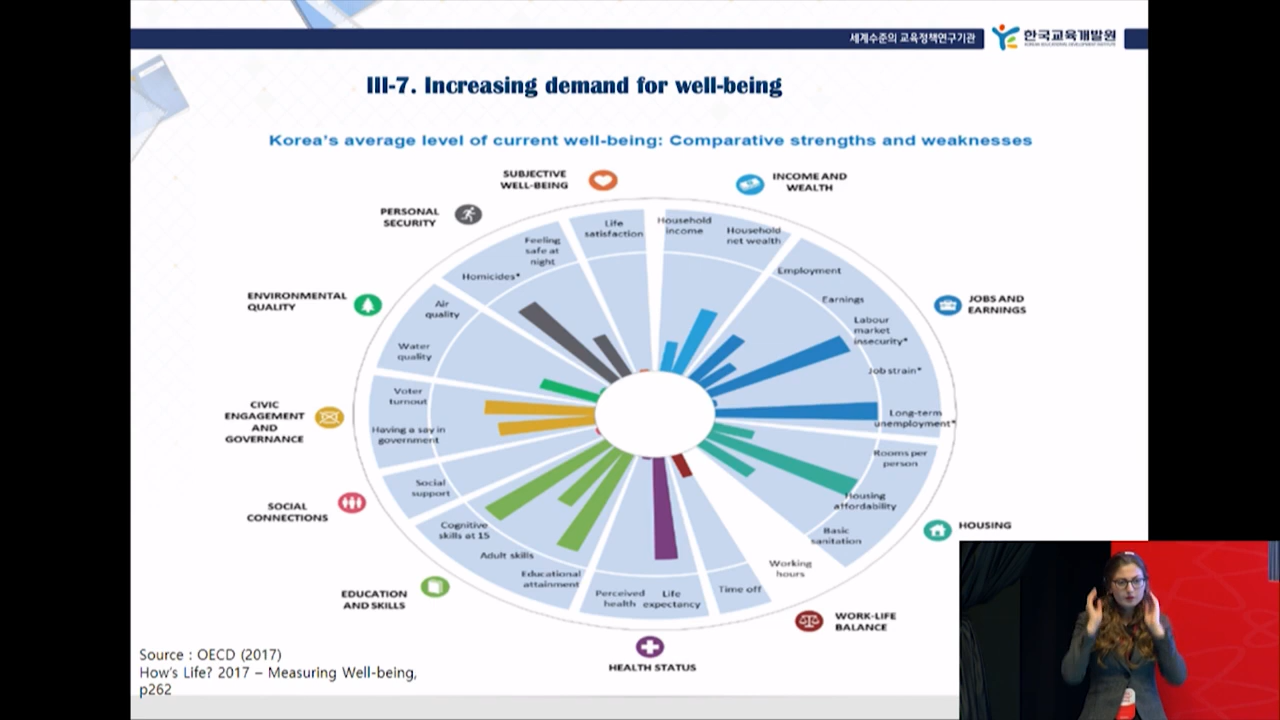 세계수준의 교육정책연구기관
한국교육개발원
KOREAN EDUCATIONAL DEVELOPMENT INSTITUTE
III-7. Increasing demand for well-being
Korea's average level of current well-being: Comparative strengths and weaknesses
SUBJECTIVE
WELL-BEING
INCOME AND
WEALTH
PERSONAL
SECURITY
ENVIRONMENTAL
QUALITY
JOBS AND
EARNINGS
CIVIC
ENGAGEMENT
AND
GOVERNANCE
SOCIAL
CONNECTIONS
HOUSING
EDUCATION
AND SKILLS
WORK-LIFE
BALANCE
HEALTH STATUS
Life
satisfaction
Household
income
Household
net wealth
Employment
Earnings
Labour
market
insecurity*
Job strain*
Long-term
unemployment*
Rooms per
person
Housing
affordability
Basic
sanitation
Working
hours
Time off
Life
expectancy
Perceived
health
Educational
attainment
Adult skills
Cognitive
skills at 15
Social
support
Having a say in
government
Voter
turnout
Water
quality
Air
quality
Homicides*
Feeling
safe at
night
Source : OECD (2017)
How's Life? 2017 – Measuring Well-being,
p262